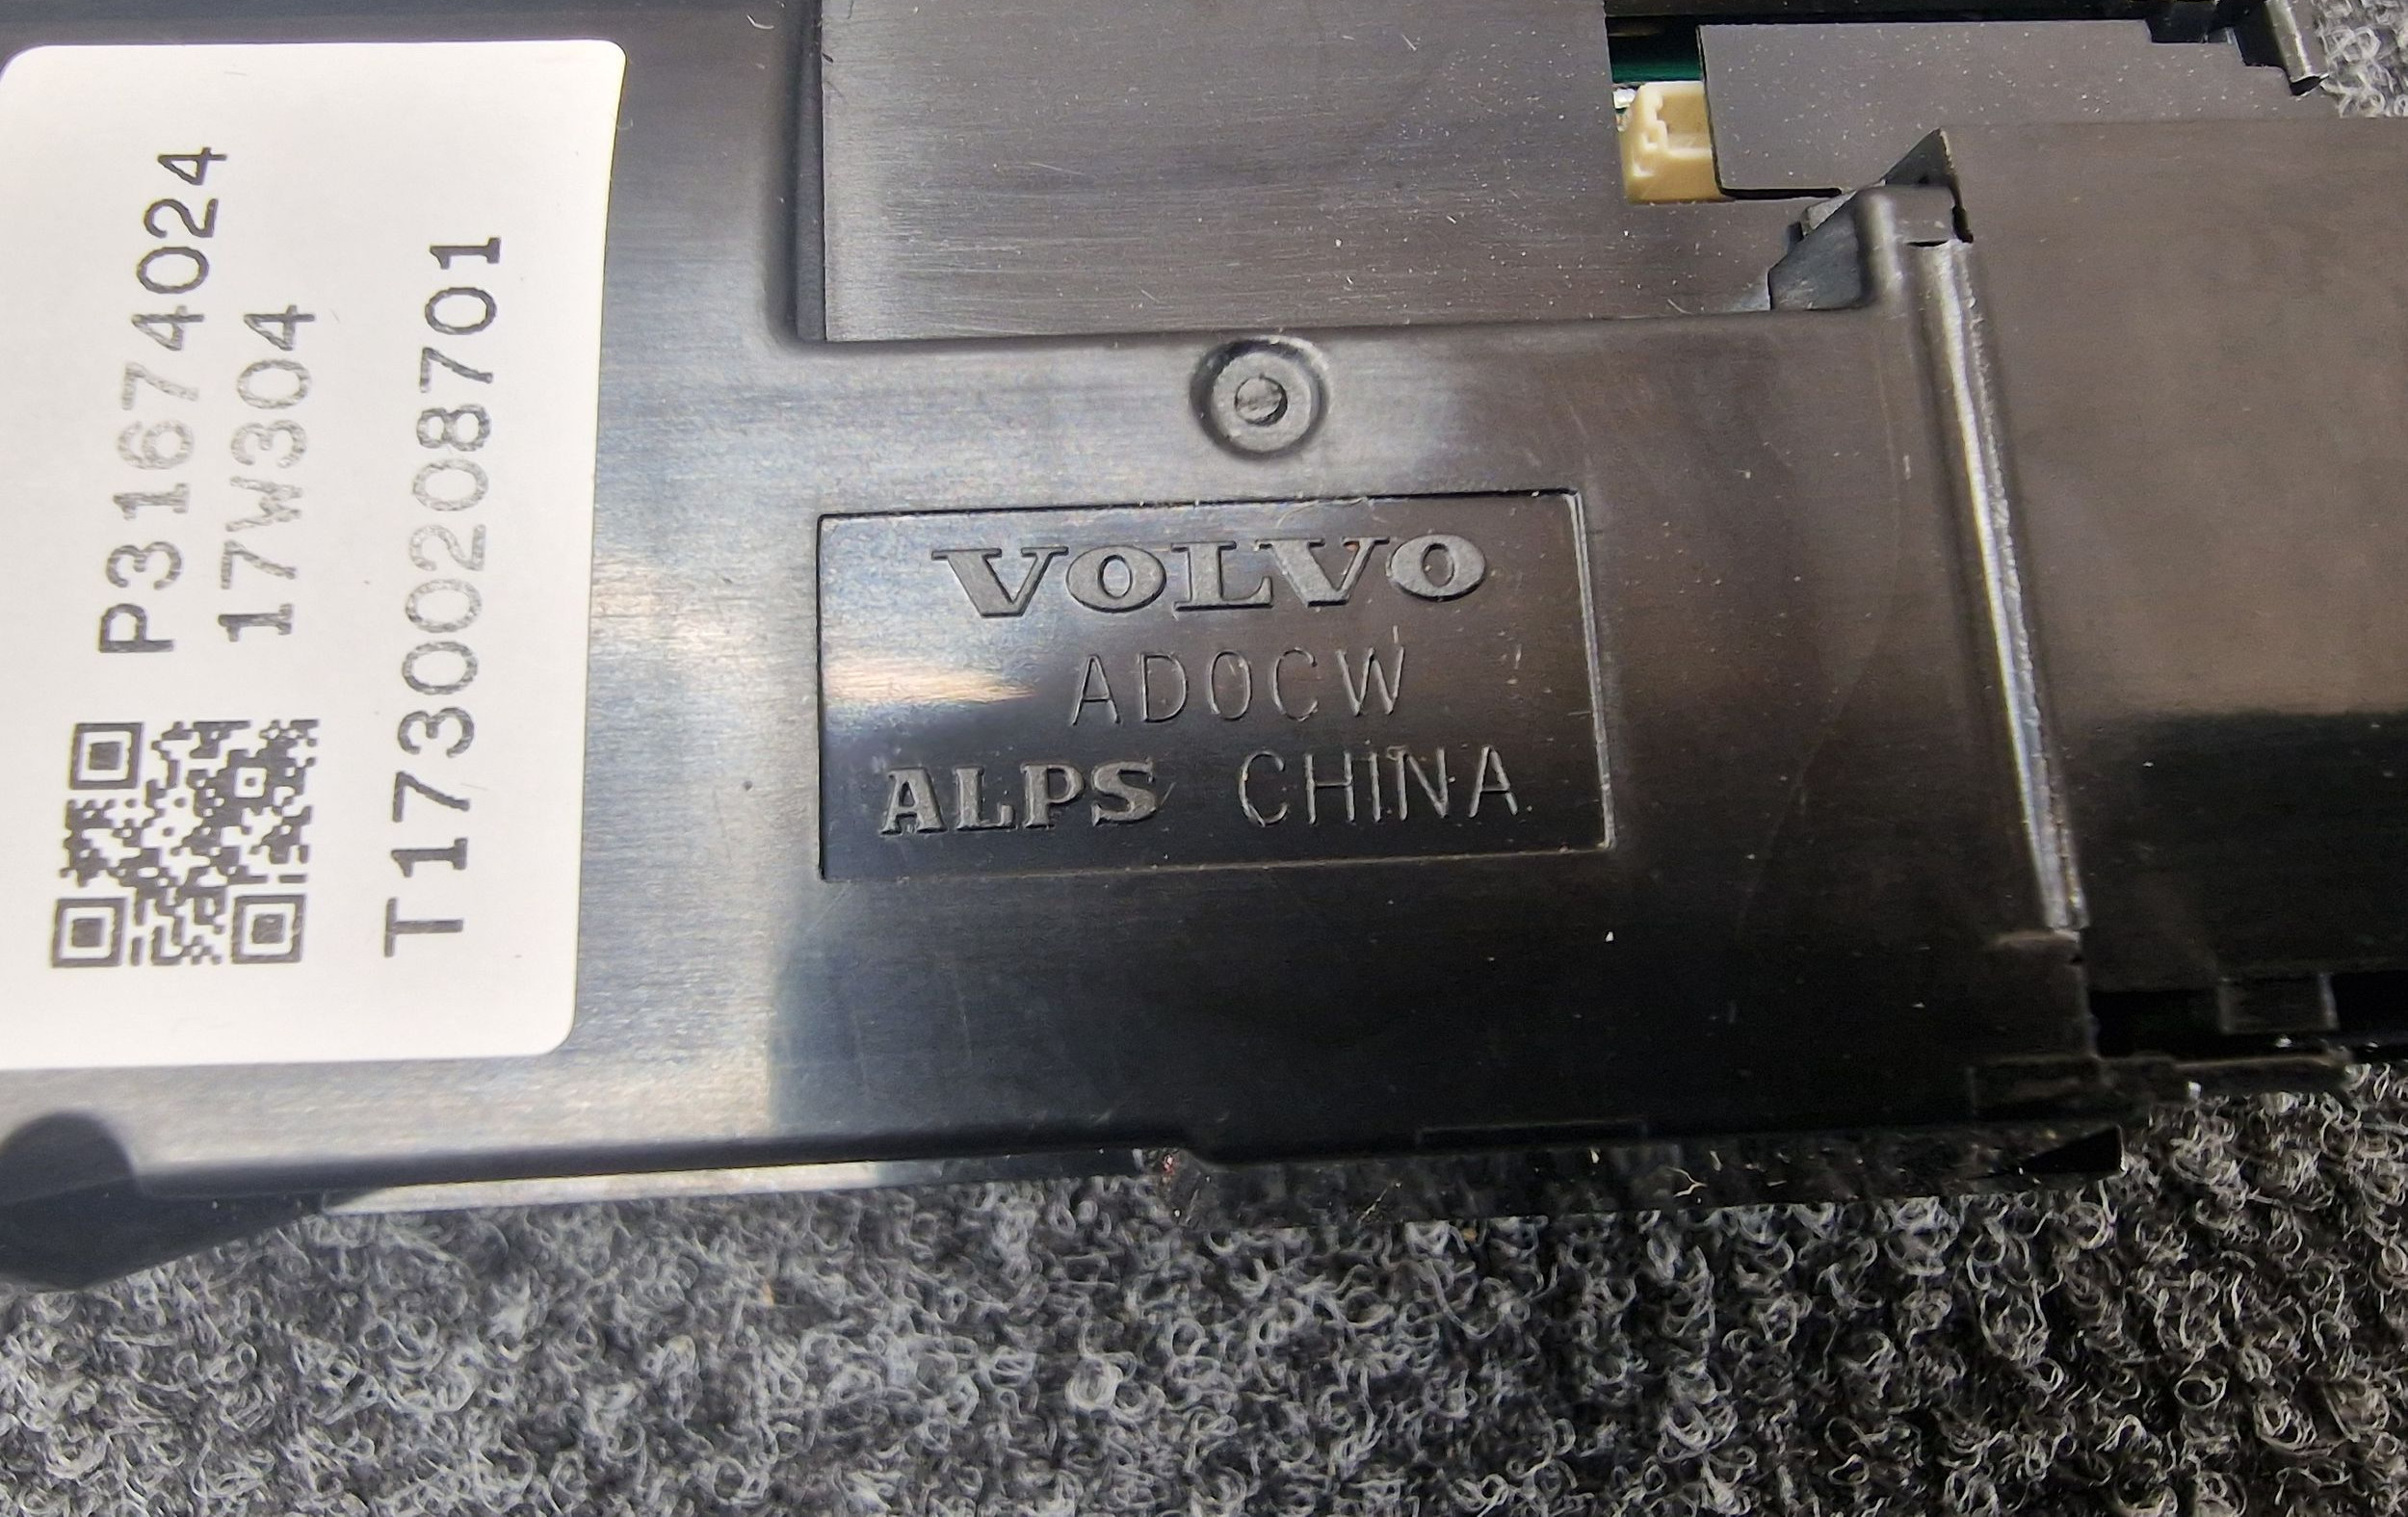 P31674024
17W304
T17300208701
VOLVO
AD0CW
ALPS CHINA